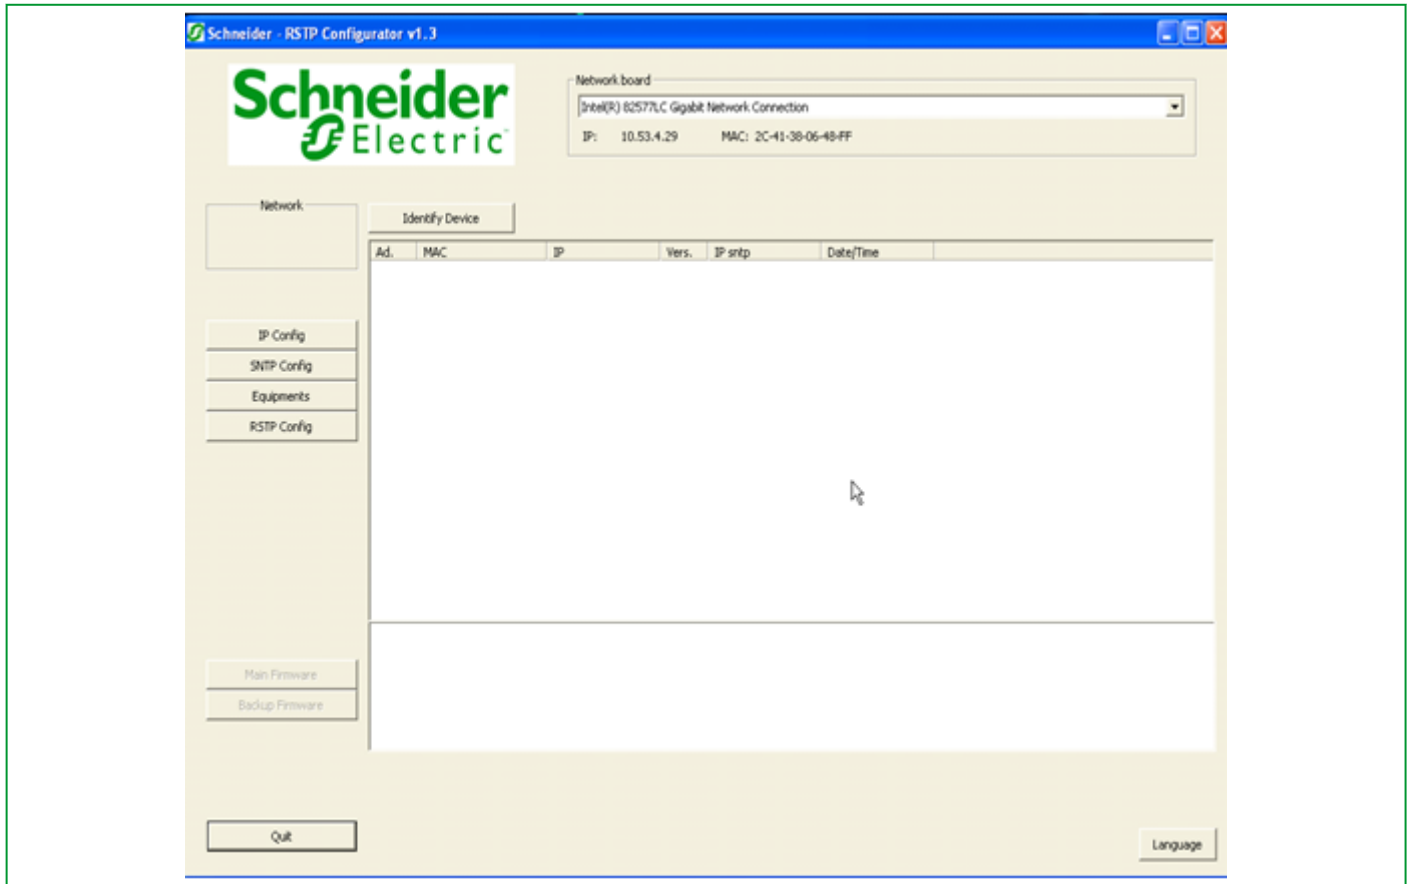 Schneider - RSTP Configurator v1.3
Schneider
Electric
Network board
Intel(R) 82577LC Gigabit Network Connection
IP: 10.53.4.29 MAC: 2C-41-38-06-48-FF
Network
Identify Device
Ad. MAC IP Vers. IP sntp Date/Time
IP Config
SNTP Config
Equipments
RSTP Config
Main Firmware
Backup Firmware
Quit
Language